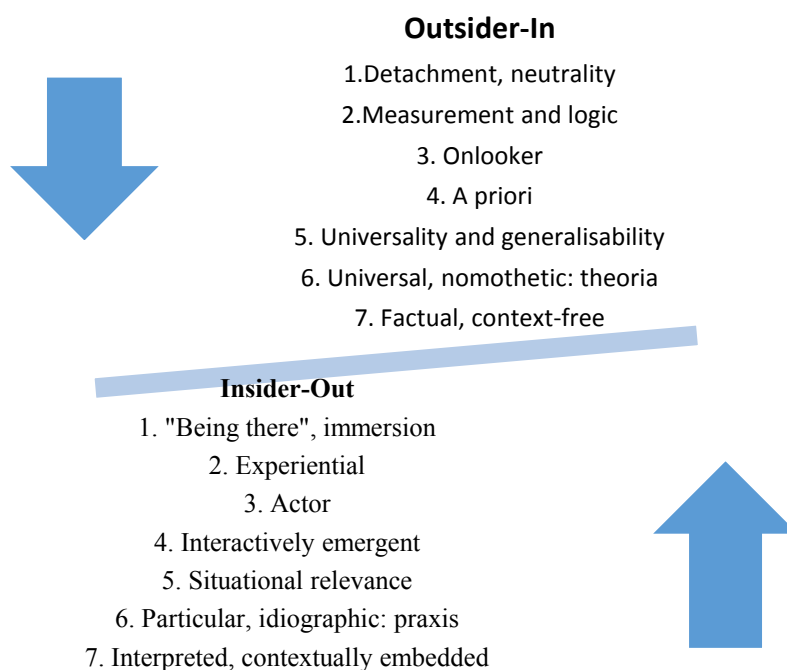 Outsider-In
1.Detachment, neutrality
2.Measurement and logic
3. Onlooker
4. A priori
5. Universality and generalisability
6. Universal, nomothetic: theoria
7. Factual, context-free
Insider-Out
1. "Being there", immersion
2. Experiential
3. Actor
4. Interactively emergent
5. Situational relevance
6. Particular, idiographic: praxis
7. Interpreted, contextually embedded